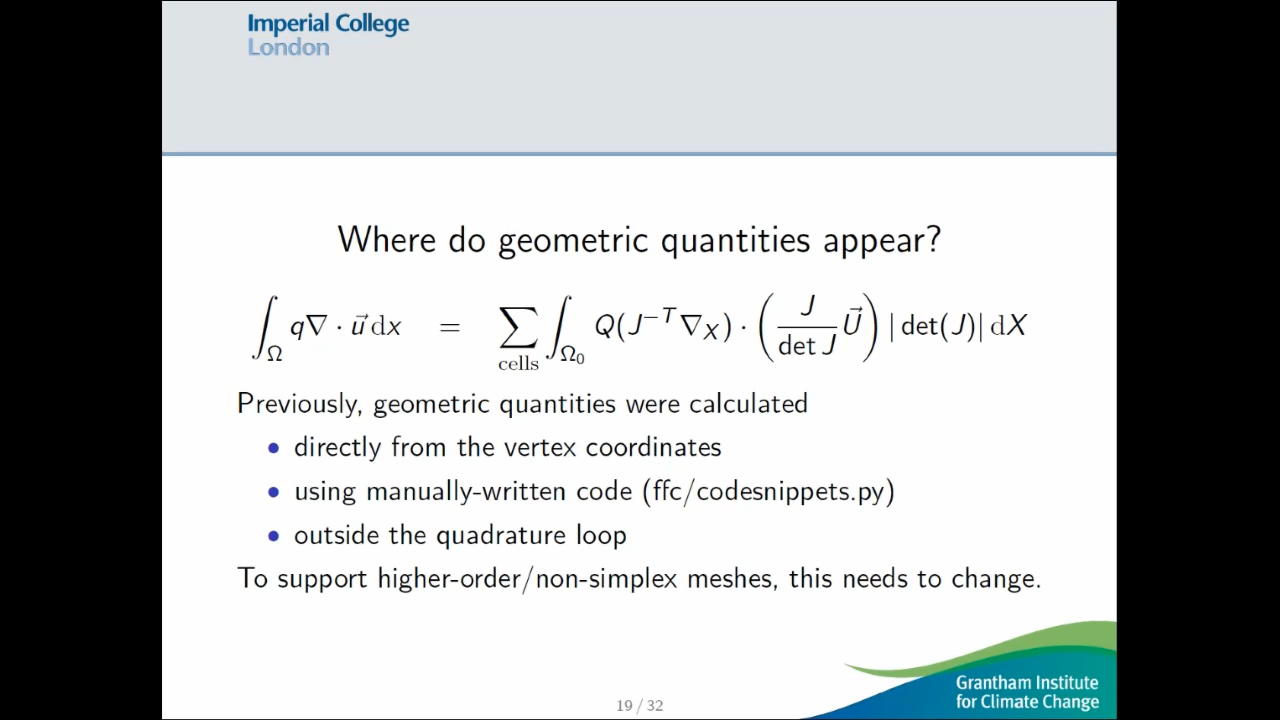 Imperial College
London
Where do geometric quantities appear?
∫_Ω q∇ · u⃗ dx = ∑_cells ∫_Ω₀ Q(J^{−T}∇_X) · (J/det J U⃗) | det(J)| dX
Previously, geometric quantities were calculated
• directly from the vertex coordinates
• using manually-written code (ffc/codesnippets.py)
• outside the quadrature loop
To support higher-order/non-simplex meshes, this needs to change.
Grantham Institute
for Climate Change
19 / 32